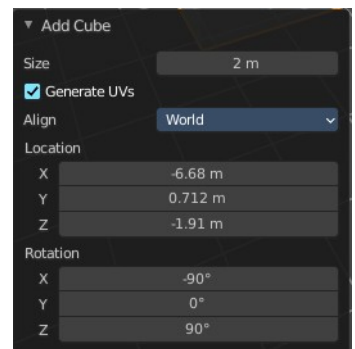 Add Cube
Size 2 m
Generate UVs
Align World
Location
X -6.68 m
Y 0.712 m
Z -1.91 m
Rotation
X -90°
Y 0°
Z 90°